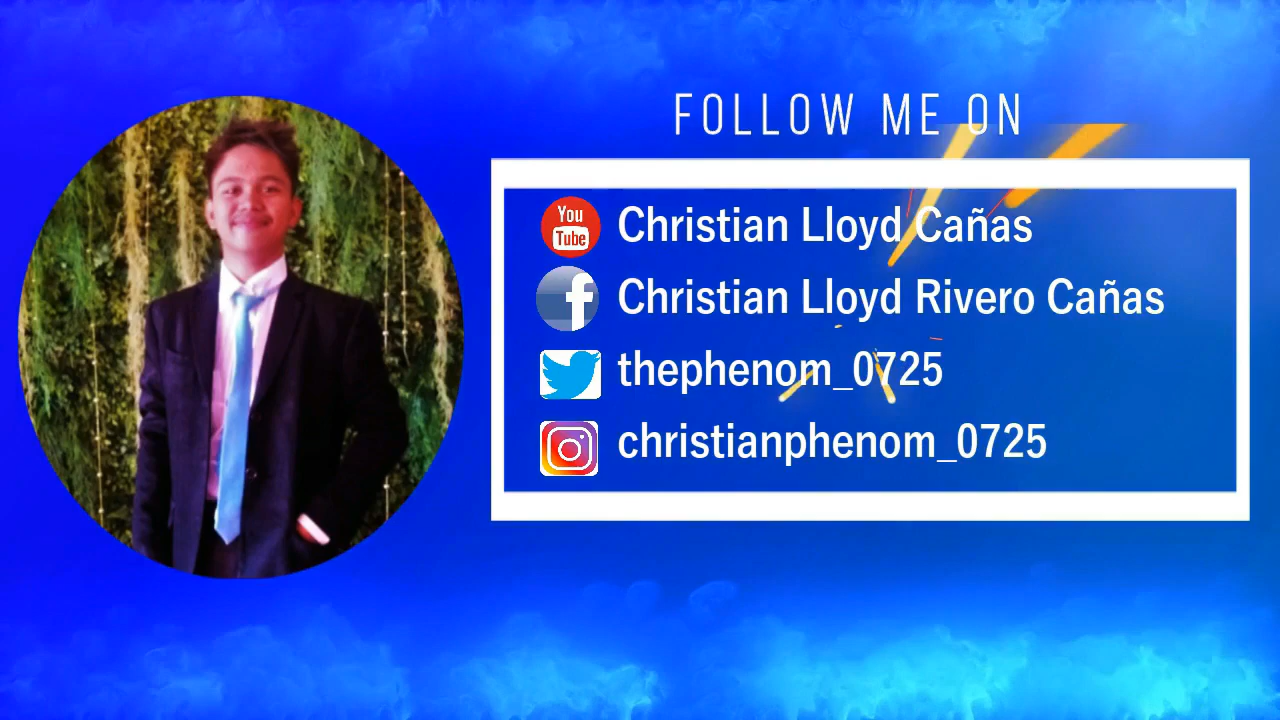 FOLLOW ME ON
You
Tube
Christian Lloyd Cañas
f
Christian Lloyd Rivero Cañas
thephenom_0725
christianphenom_0725